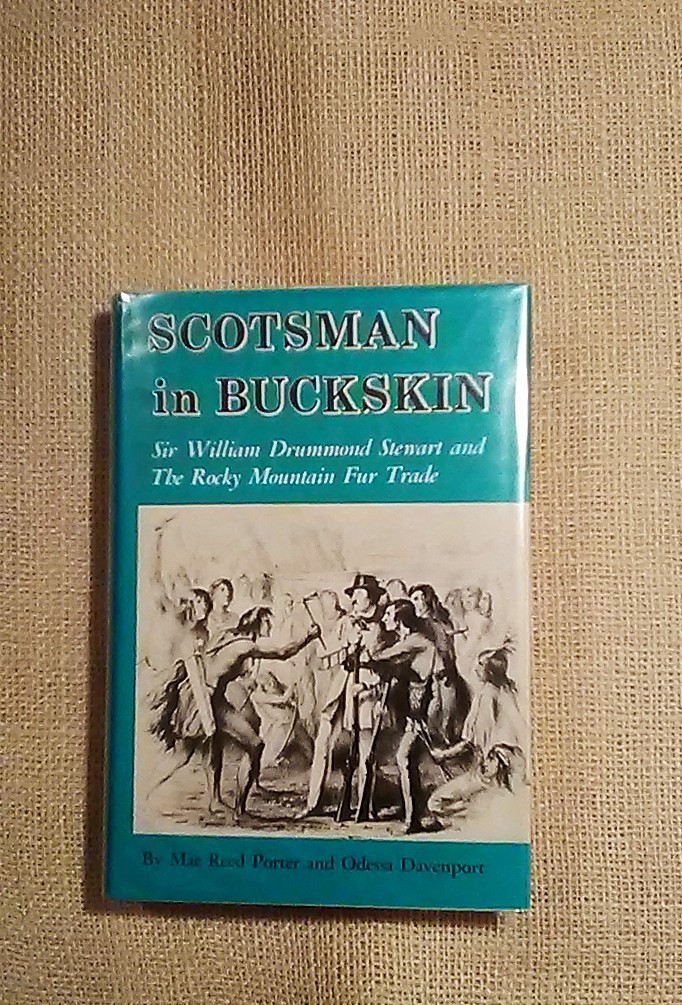 SCOTSMAN
in BUCKSKIN
Sir William Drummond Stewart and
The Rocky Mountain Fur Trade
By Mae Reed Porter and Odessa Davenport